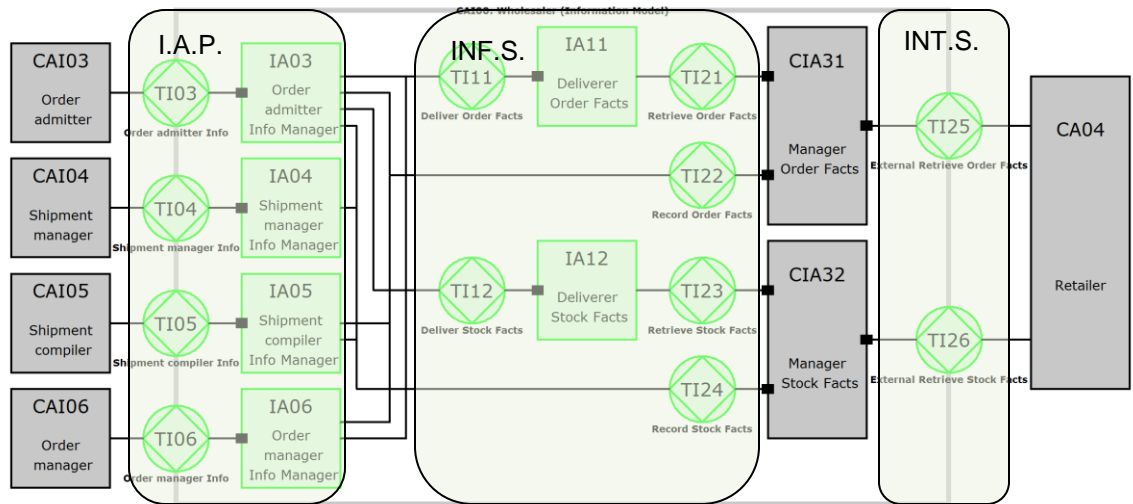 CAI00: Wholesaler (Information Model)
I.A.P.
INF.S.
INT.S.
CAI03
Order
admitter
TI03
Order admitter Info
IA03
Order
admitter
Info Manager
TI11
Deliver Order Facts
IA11
Deliverer
Order Facts
TI21
Retrieve Order Facts
CIA31
Manager
Order Facts
TI25
External Retrieve Order Facts
CA04
Retailer
CAI04
Shipment
manager
TI04
Shipment manager Info
IA04
Shipment
manager
Info Manager
TI22
Record Order Facts
CAI05
Shipment
compiler
TI05
Shipment compiler Info
IA05
Shipment
compiler
Info Manager
TI12
Deliver Stock Facts
IA12
Deliverer
Stock Facts
TI23
Retrieve Stock Facts
CIA32
Manager
Stock Facts
TI26
External Retrieve Stock Facts
CAI06
Order
manager
TI06
Order manager Info
IA06
Order
manager
Info Manager
TI24
Record Stock Facts